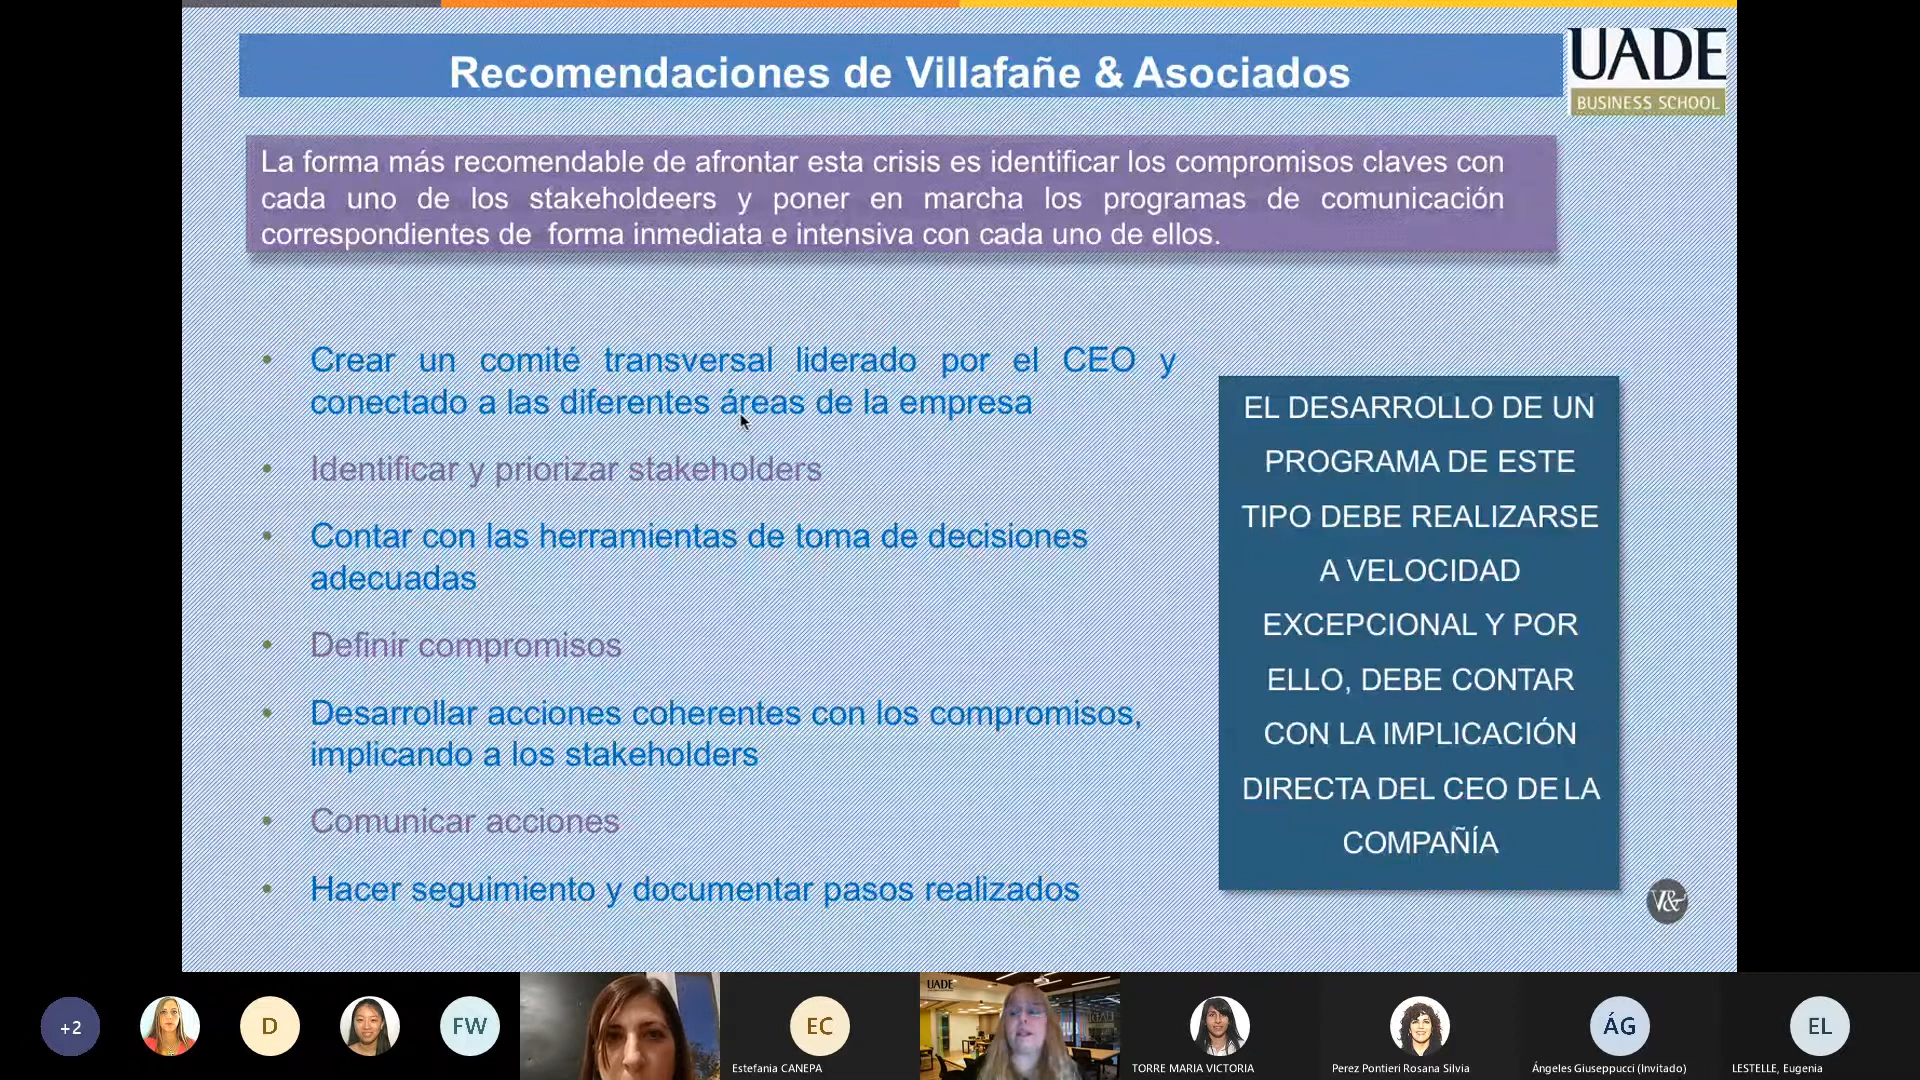 Recomendaciones de Villafañe & Asociados
UADE
BUSINESS SCHOOL
La forma más recomendable de afrontar esta crisis es identificar los compromisos claves con
cada uno de los stakeholdeers y poner en marcha los programas de comunicación
correspondientes de forma inmediata e intensiva con cada uno de ellos.
• Crear un comité transversal liderado por el CEO y
conectado a las diferentes áreas de la empresa
• Identificar y priorizar stakeholders
• Contar con las herramientas de toma de decisiones
adecuadas
• Definir compromisos
• Desarrollar acciones coherentes con los compromisos,
implicando a los stakeholders
• Comunicar acciones
• Hacer seguimiento y documentar pasos realizados
EL DESARROLLO DE UN
PROGRAMA DE ESTE
TIPO DEBE REALIZARSE
A VELOCIDAD
EXCEPCIONAL Y POR
ELLO, DEBE CONTAR
CON LA IMPLICACIÓN
DIRECTA DEL CEO DE LA
COMPAÑÍA
V&
+2
D
FW
EC
Estefania CANEPA
UADE
TORRE MARIA VICTORIA
Perez Pontieri Rosana Silvia
ÁG
Ángeles Giuseppucci (Invitado)
EL
LESTELLE, Eugenia